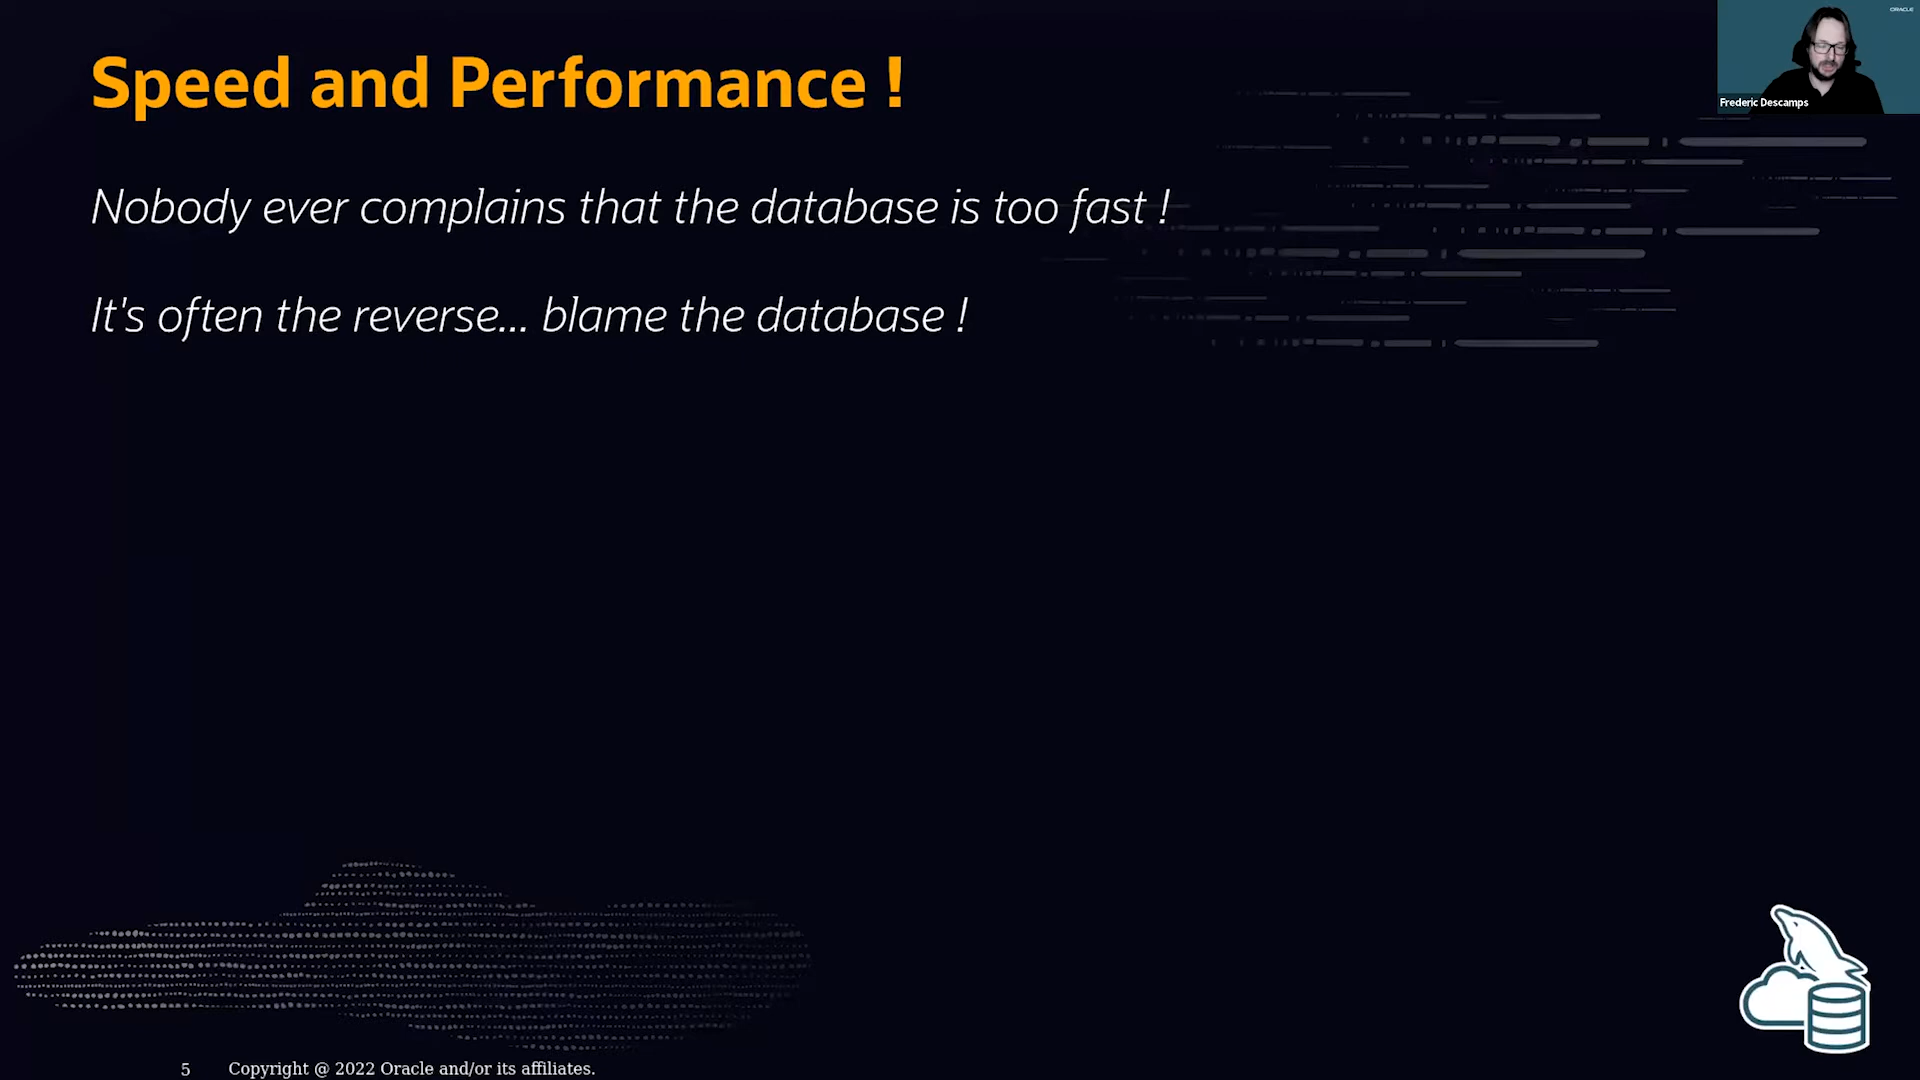 ORACLE
Speed and Performance !
Frederic Descamps
Nobody ever complains that the database is too fast !
It's often the reverse... blame the database !
5 Copyright @ 2022 Oracle and/or its affiliates.